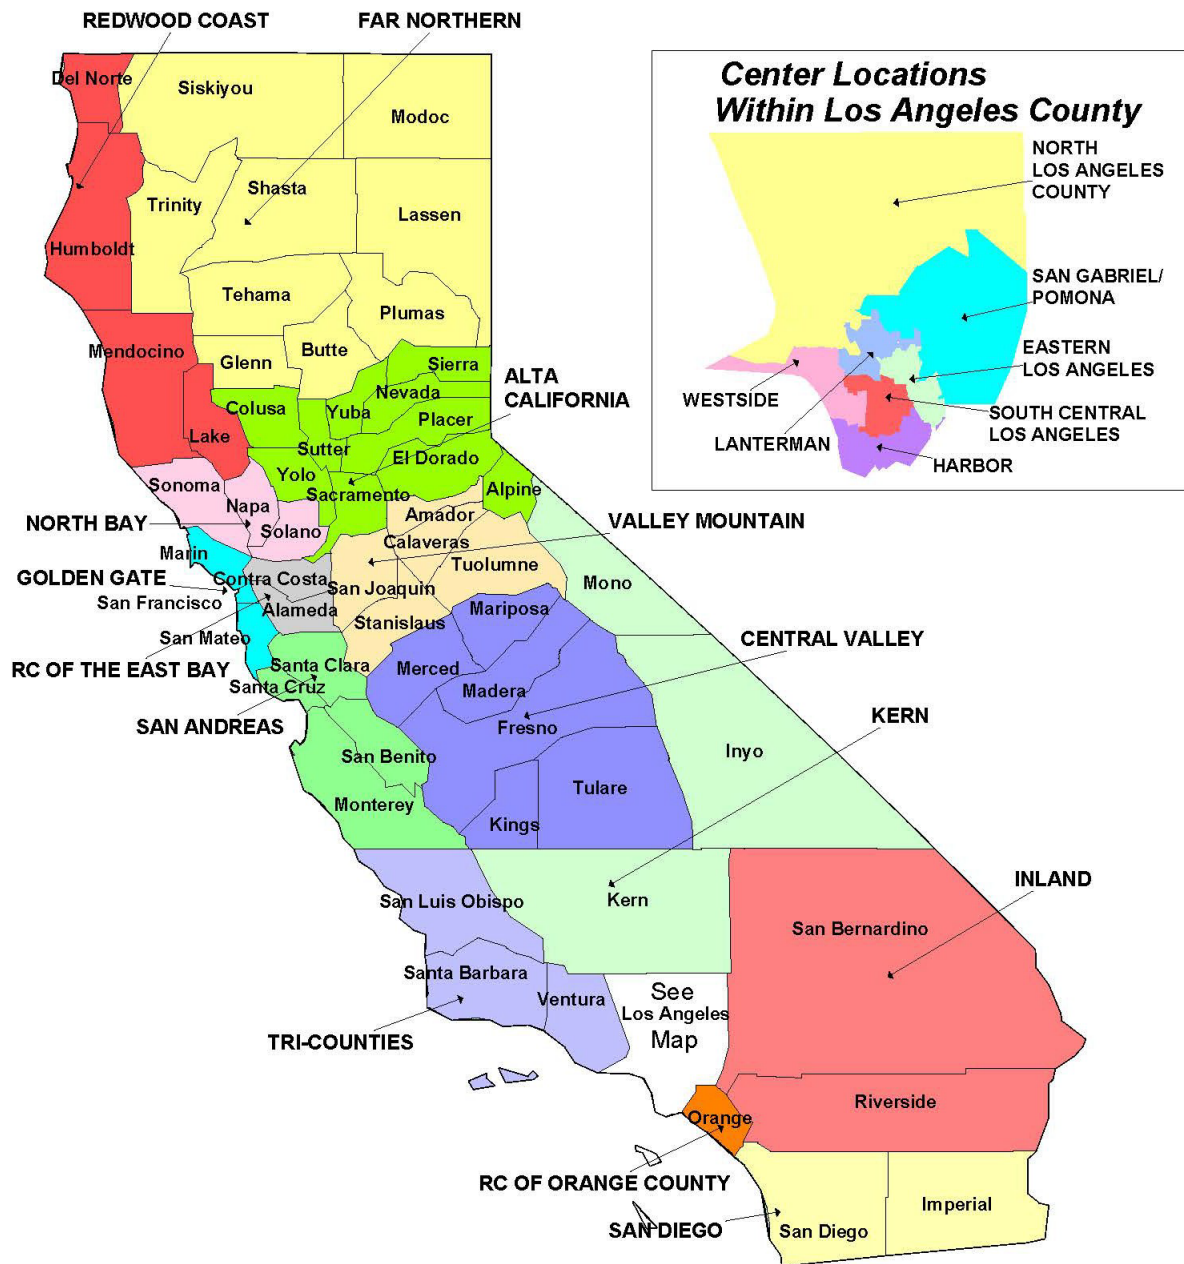 REDWOOD COAST
FAR NORTHERN
Center Locations
Within Los Angeles County
NORTH
LOS ANGELES
COUNTY
SAN GABRIEL/
POMONA
EASTERN
LOS ANGELES
WESTSIDE
SOUTH CENTRAL
LOS ANGELES
LANTERMAN
HARBOR
Del Norte
Siskiyou
Modoc
Shasta
Trinity
Lassen
Humboldt
Tehama
Plumas
Mendocino
Glenn
Butte
Sierra
ALTA
CALIFORNIA
Nevada
Colusa
Yuba
Placer
Lake
Sutter
El Dorado
Yolo
Sonoma
Sacramento
Alpine
Napa
Amador
NORTH BAY
Solano
VALLEY MOUNTAIN
Calaveras
Marin
Tuolumne
GOLDEN GATE
Contra Costa
San Joaquin
Mono
San Francisco
Alameda
Mariposa
Stanislaus
San Mateo
CENTRAL VALLEY
RC OF THE EAST BAY
Santa Clara
Merced
Santa Cruz
Madera
SAN ANDREAS
Fresno
KERN
San Benito
Inyo
Tulare
Monterey
Kings
INLAND
San Luis Obispo
Kern
San Bernardino
Santa Barbara
Ventura
See
Los Angeles
Map
TRI-COUNTIES
Riverside
Orange
RC OF ORANGE COUNTY
Imperial
SAN DIEGO
San Diego